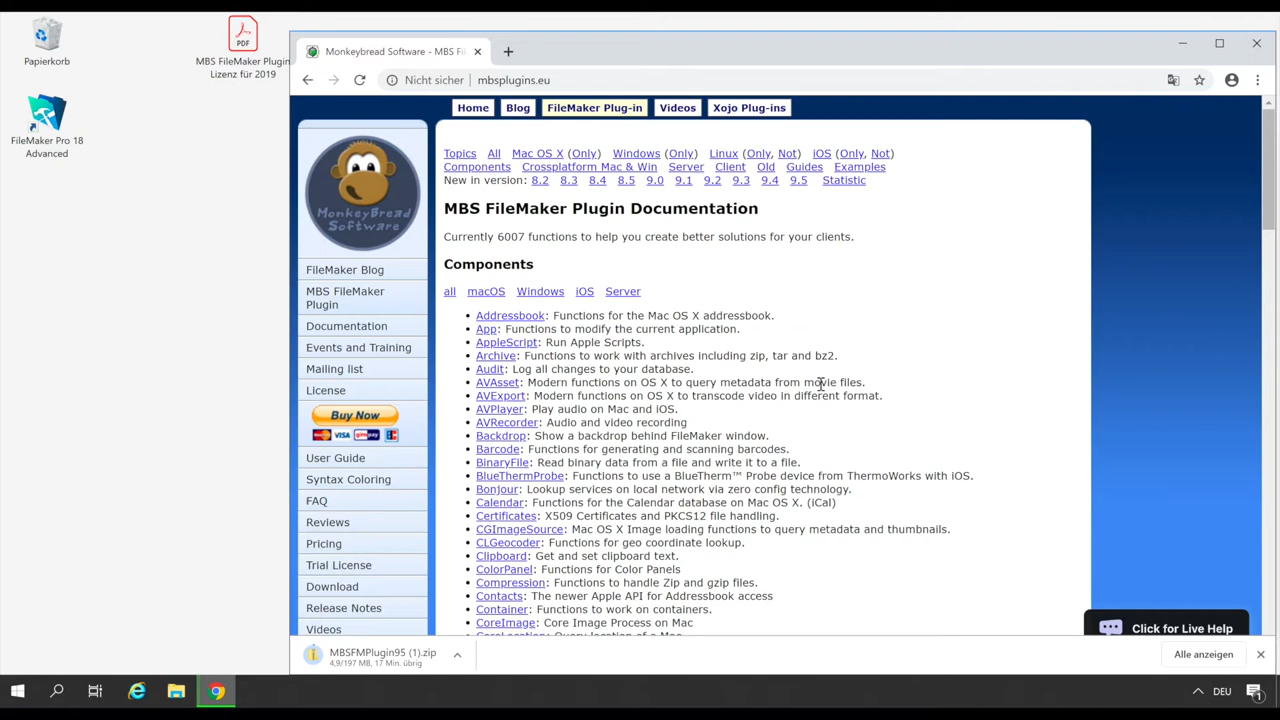 Papierkorb
MBS FileMaker Plugin
Lizenz für 2019
PDF
FileMaker Pro 18
Advanced
Monkeybread Software - MBS Fi
Nicht sicher mbsplugins.eu
Home Blog FileMaker Plug-in Videos Xojo Plug-ins
MonkeyBread
Software
FileMaker Blog
MBS FileMaker
Plugin
Documentation
Events and Training
Mailing list
License
Buy Now
VISA
User Guide
Syntax Coloring
FAQ
Reviews
Pricing
Trial License
Download
Release Notes
Videos
Topics All Mac OS X (Only) Windows (Only) Linux (Only, Not) iOS (Only, Not)
Components Crossplatform Mac & Win Server Client Old Guides Examples
New in version: 8.2 8.3 8.4 8.5 9.0 9.1 9.2 9.3 9.4 9.5 Statistic
MBS FileMaker Plugin Documentation
Currently 6007 functions to help you create better solutions for your clients.
Components
all macOS Windows iOS Server
• Addressbook: Functions for the Mac OS X addressbook.
• App: Functions to modify the current application.
• AppleScript: Run Apple Scripts.
• Archive: Functions to work with archives including zip, tar and bz2.
• Audit: Log all changes to your database.
• AVAsset: Modern functions on OS X to query metadata from movie files.
• AVExport: Modern functions on OS X to transcode video in different format.
• AVPlayer: Play audio on Mac and iOS.
• AVRecorder: Audio and video recording
• Backdrop: Show a backdrop behind FileMaker window.
• Barcode: Functions for generating and scanning barcodes.
• BinaryFile: Read binary data from a file and write it to a file.
• BlueThermProbe: Functions to use a BlueTherm™ Probe device from ThermoWorks with iOS.
• Bonjour: Lookup services on local network via zero config technology.
• Calendar: Functions for the Calendar database on Mac OS X. (iCal)
• Certificates: X509 Certificates and PKCS12 file handling.
• CGImageSource: Mac OS X Image loading functions to query metadata and thumbnails.
• CLGeocoder: Functions for geo coordinate lookup.
• Clipboard: Get and set clipboard text.
• ColorPanel: Functions for Color Panels
• Compression: Functions to handle Zip and gzip files.
• Contacts: The newer Apple API for Addressbook access
• Container: Functions to work on containers.
• CoreImage: Core Image Process on Mac
• CoreLocation: Query location of a Mac
Click for Live Help
MBSFMPlugin95 (1).zip
4,9/197 MB, 17 Min. übrig
Alle anzeigen
DEU
1